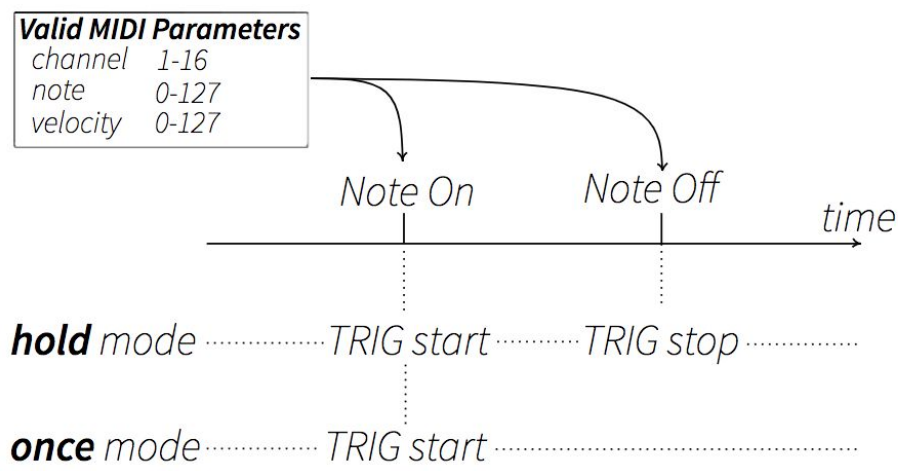 Valid MIDI Parameters
channel 1-16
note 0-127
velocity 0-127
Note On Note Off
time
hold mode TRIG start TRIG stop
once mode TRIG start